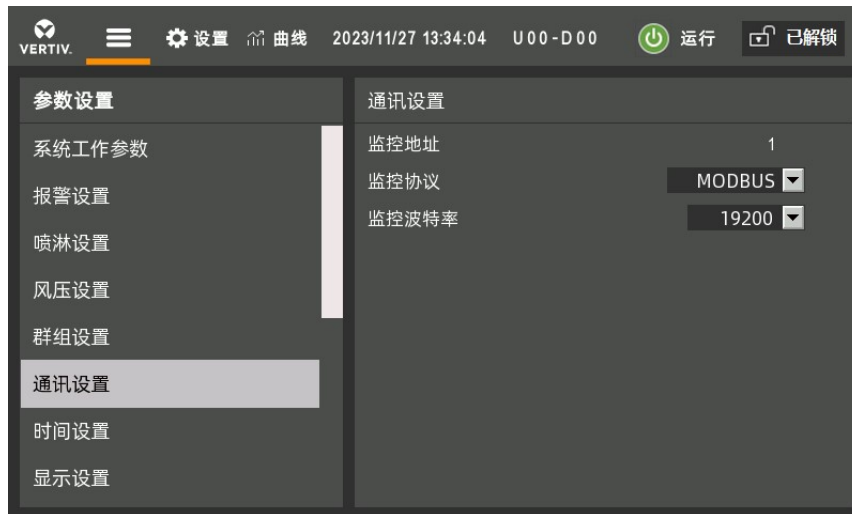 VERTIV. 设置 曲线 2023/11/27 13:34:04 U00-D00 运行 已解锁
参数设置
系统工作参数
报警设置
喷淋设置
风压设置
群组设置
通讯设置
时间设置
显示设置
通讯设置
监控地址 1
监控协议 MODBUS
监控波特率 19200